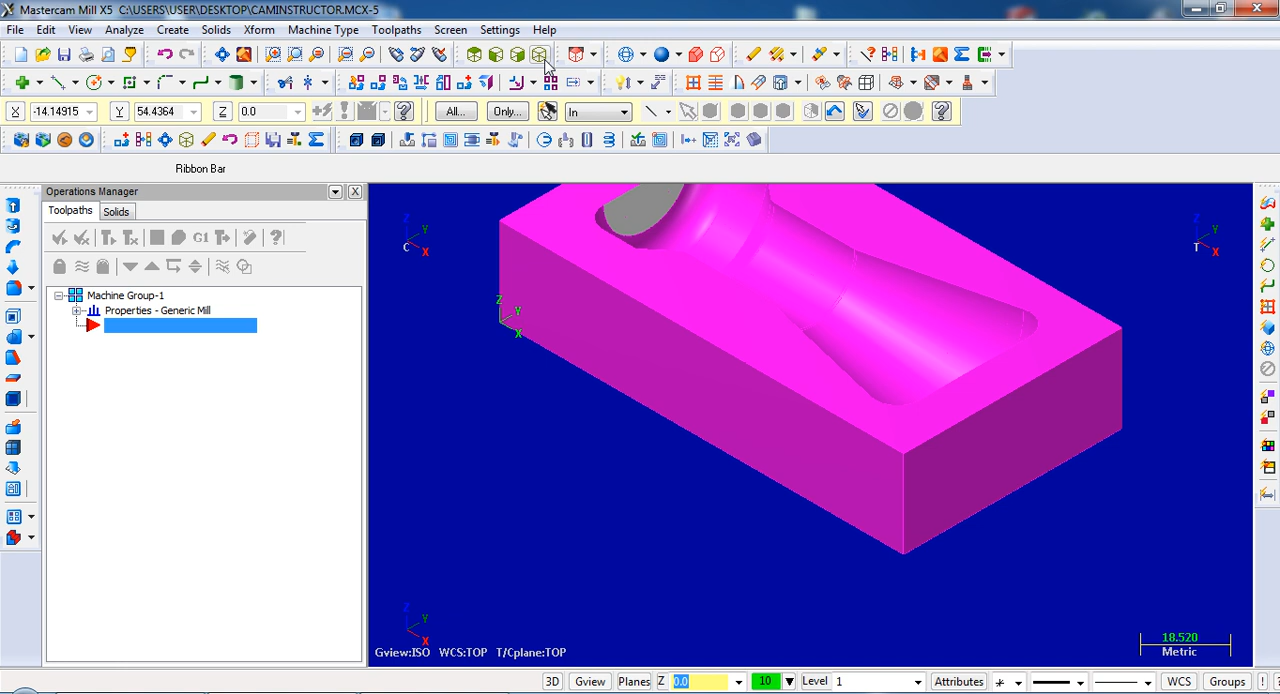 Mastercam Mill X5 C:\USERS\USER\DESKTOP\CAMINSTRUCTOR.MCX-5
File Edit View Analyze Create Solids Xform Machine Type Toolpaths Screen Settings Help
X -14.14915 Y 54.4364 Z 0.0 All... Only... In
Ribbon Bar
Operations Manager X
Toolpaths Solids
G1
Machine Group-1
Properties - Generic Mill
Z Y C X
Z Y T X
Z Y X
Z Y X
Gview:ISO WCS:TOP T/Cplane:TOP
18.520
Metric
3D Gview Planes Z 0.0 10 Level 1 Attributes WCS Groups ?